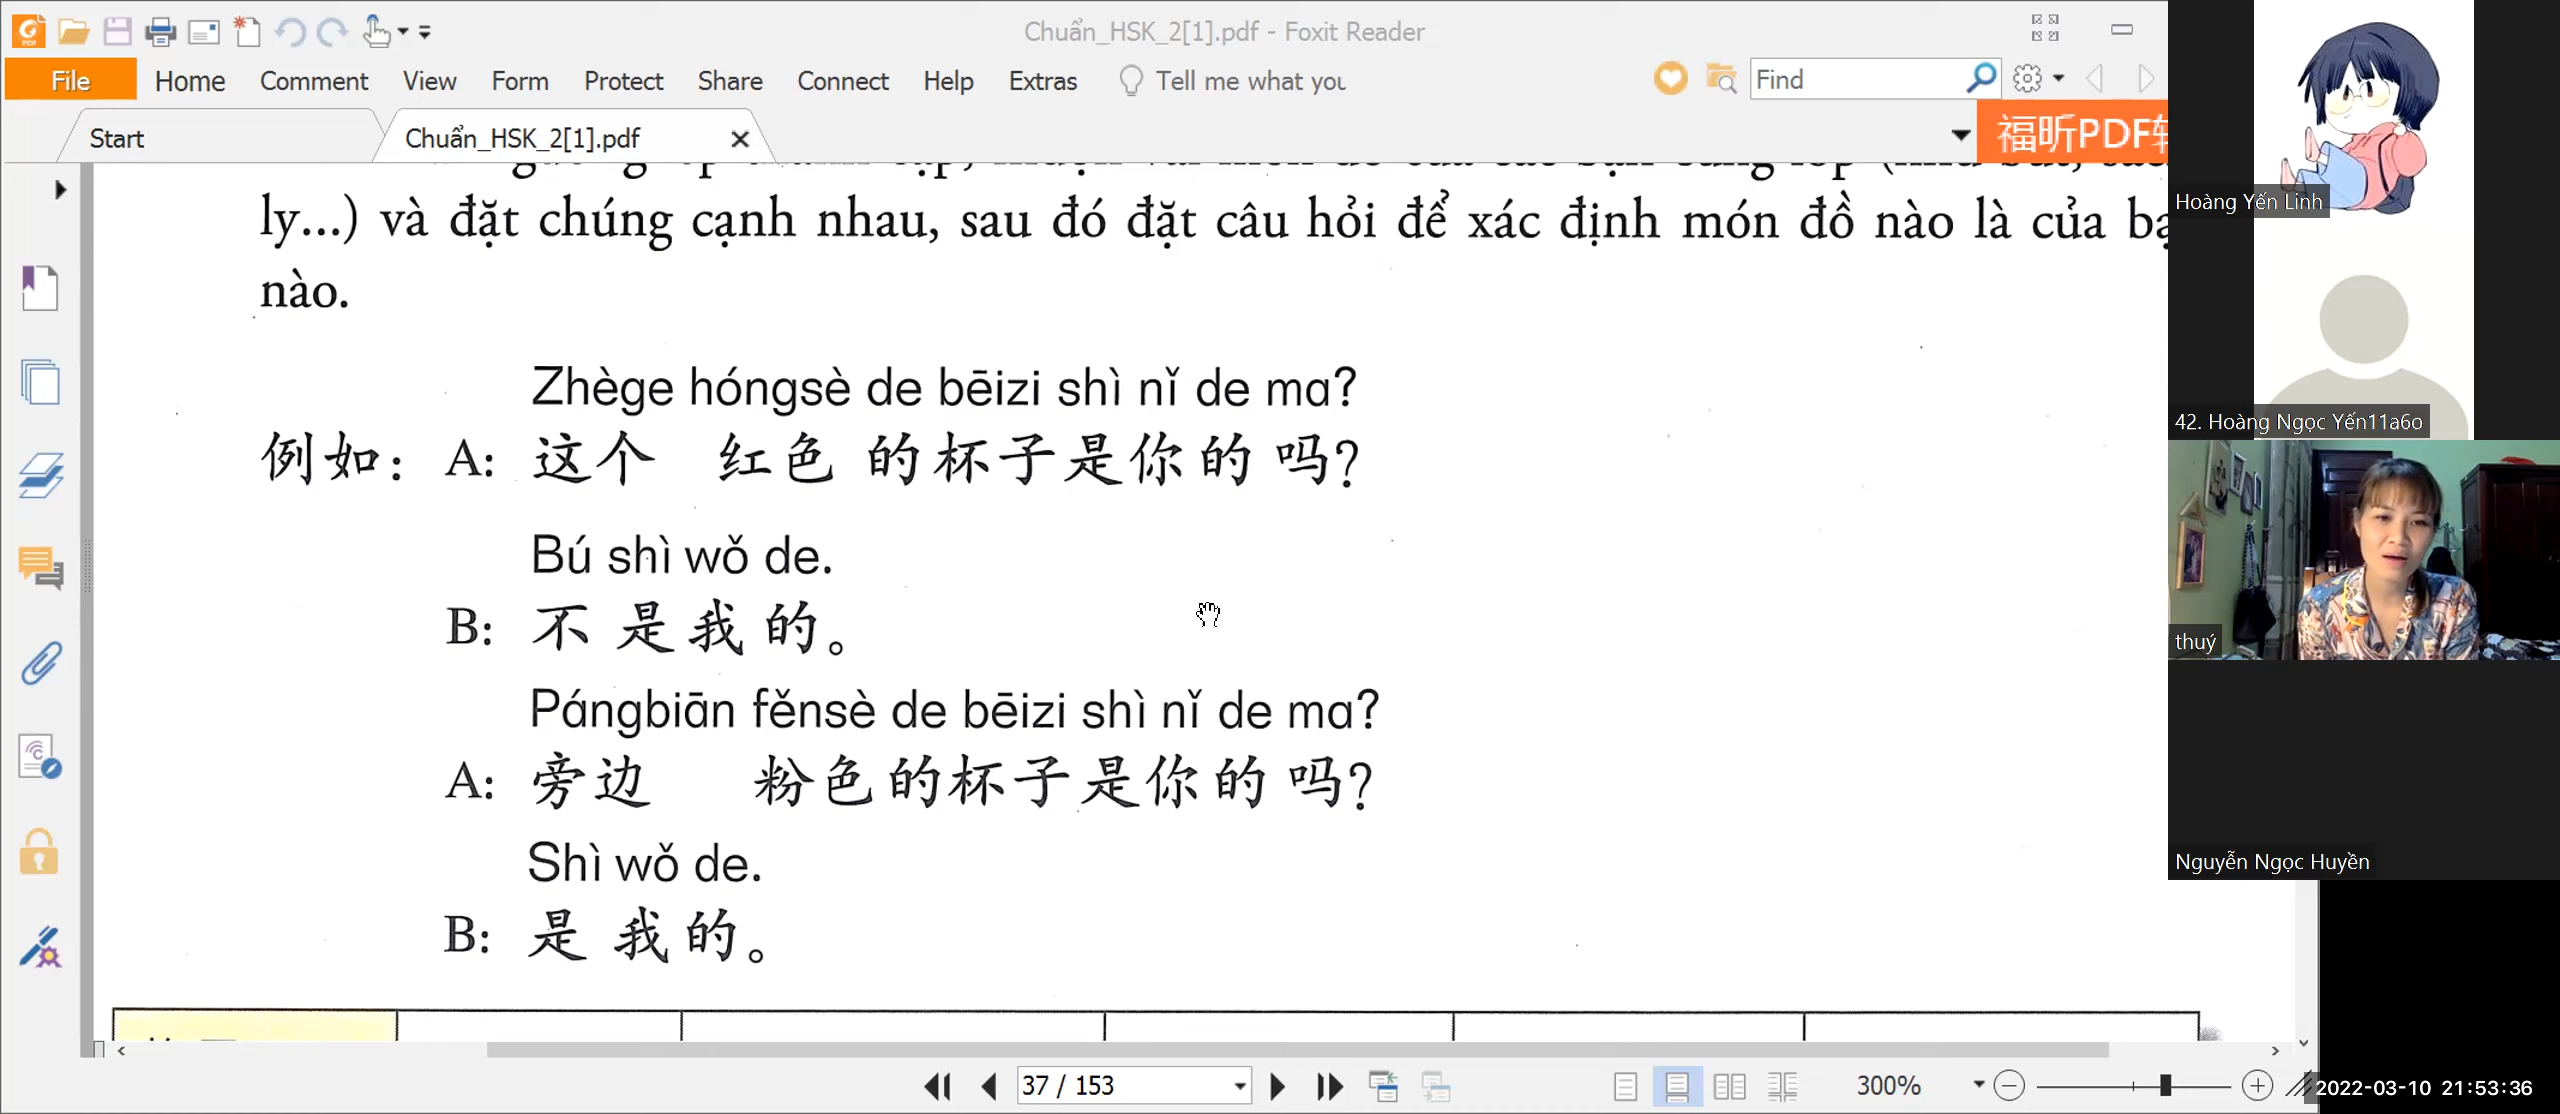 Chuẩn_HSK_2[1].pdf - Foxit Reader
File Home Comment View Form Protect Share Connect Help Extras Tell me what you Find
Start Chuẩn_HSK_2[1].pdf 福昕PDF
ly...) và đặt chúng cạnh nhau, sau đó đặt câu hỏi để xác định món đồ nào là của
nào.
Zhège hóngsè de bēizi shì nǐ de ma?
例如: A: 这个 红色 的杯子是你的 吗?
Bú shì wǒ de.
B: 不 是我 的。
Pángbiān fěnsè de bēizi shì nǐ de ma?
A: 旁边 粉色的杯子是你的 吗?
Shì wǒ de.
B: 是 我的。
37 / 153 300%
Hoàng Yến Linh
42. Hoàng Ngọc Yến11a6o
thuý
Nguyễn Ngọc Huyền
2022-03-10 21:53:36